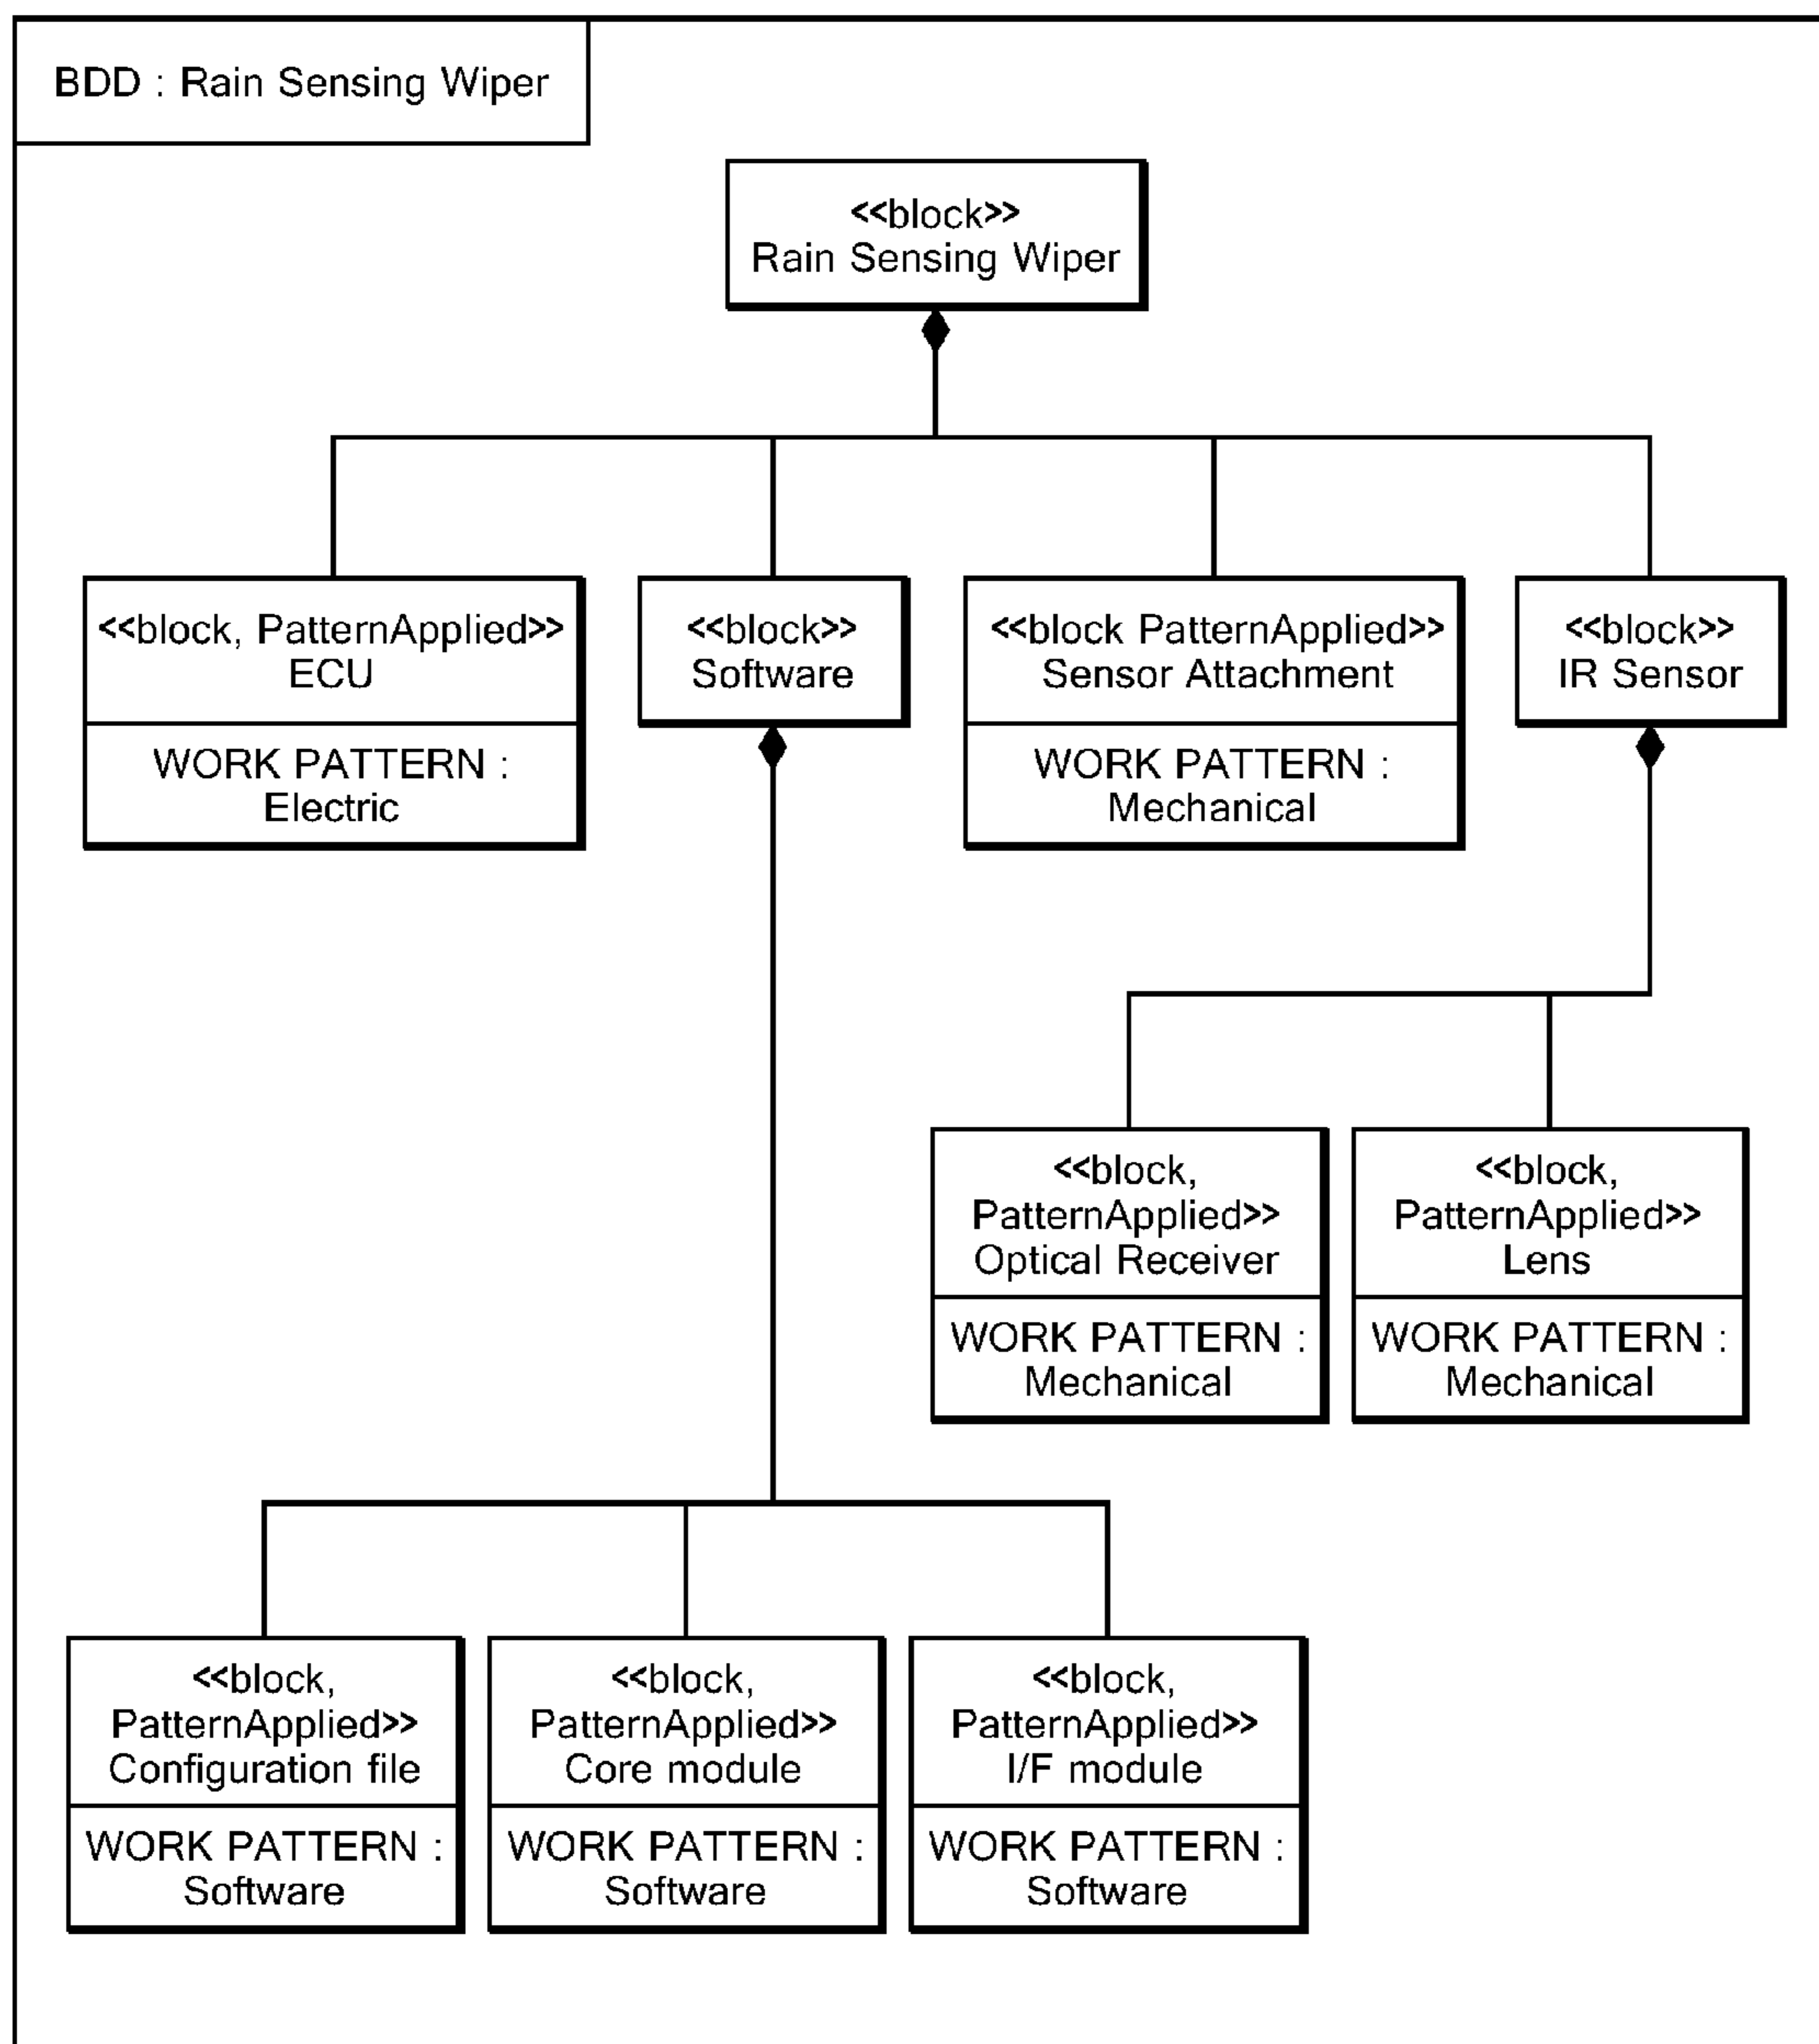 BDD : Rain Sensing Wiper
<<block>>
Rain Sensing Wiper
<<block, PatternApplied>>
ECU
WORK PATTERN :
Electric
<<block>>
Software
<<block PatternApplied>>
Sensor Attachment
WORK PATTERN :
Mechanical
<<block>>
IR Sensor
<<block,
PatternApplied>>
Optical Receiver
WORK PATTERN :
Mechanical
<<block,
PatternApplied>>
Lens
WORK PATTERN :
Mechanical
<<block,
PatternApplied>>
Configuration file
WORK PATTERN :
Software
<<block,
PatternApplied>>
Core module
WORK PATTERN :
Software
<<block,
PatternApplied>>
I/F module
WORK PATTERN :
Software